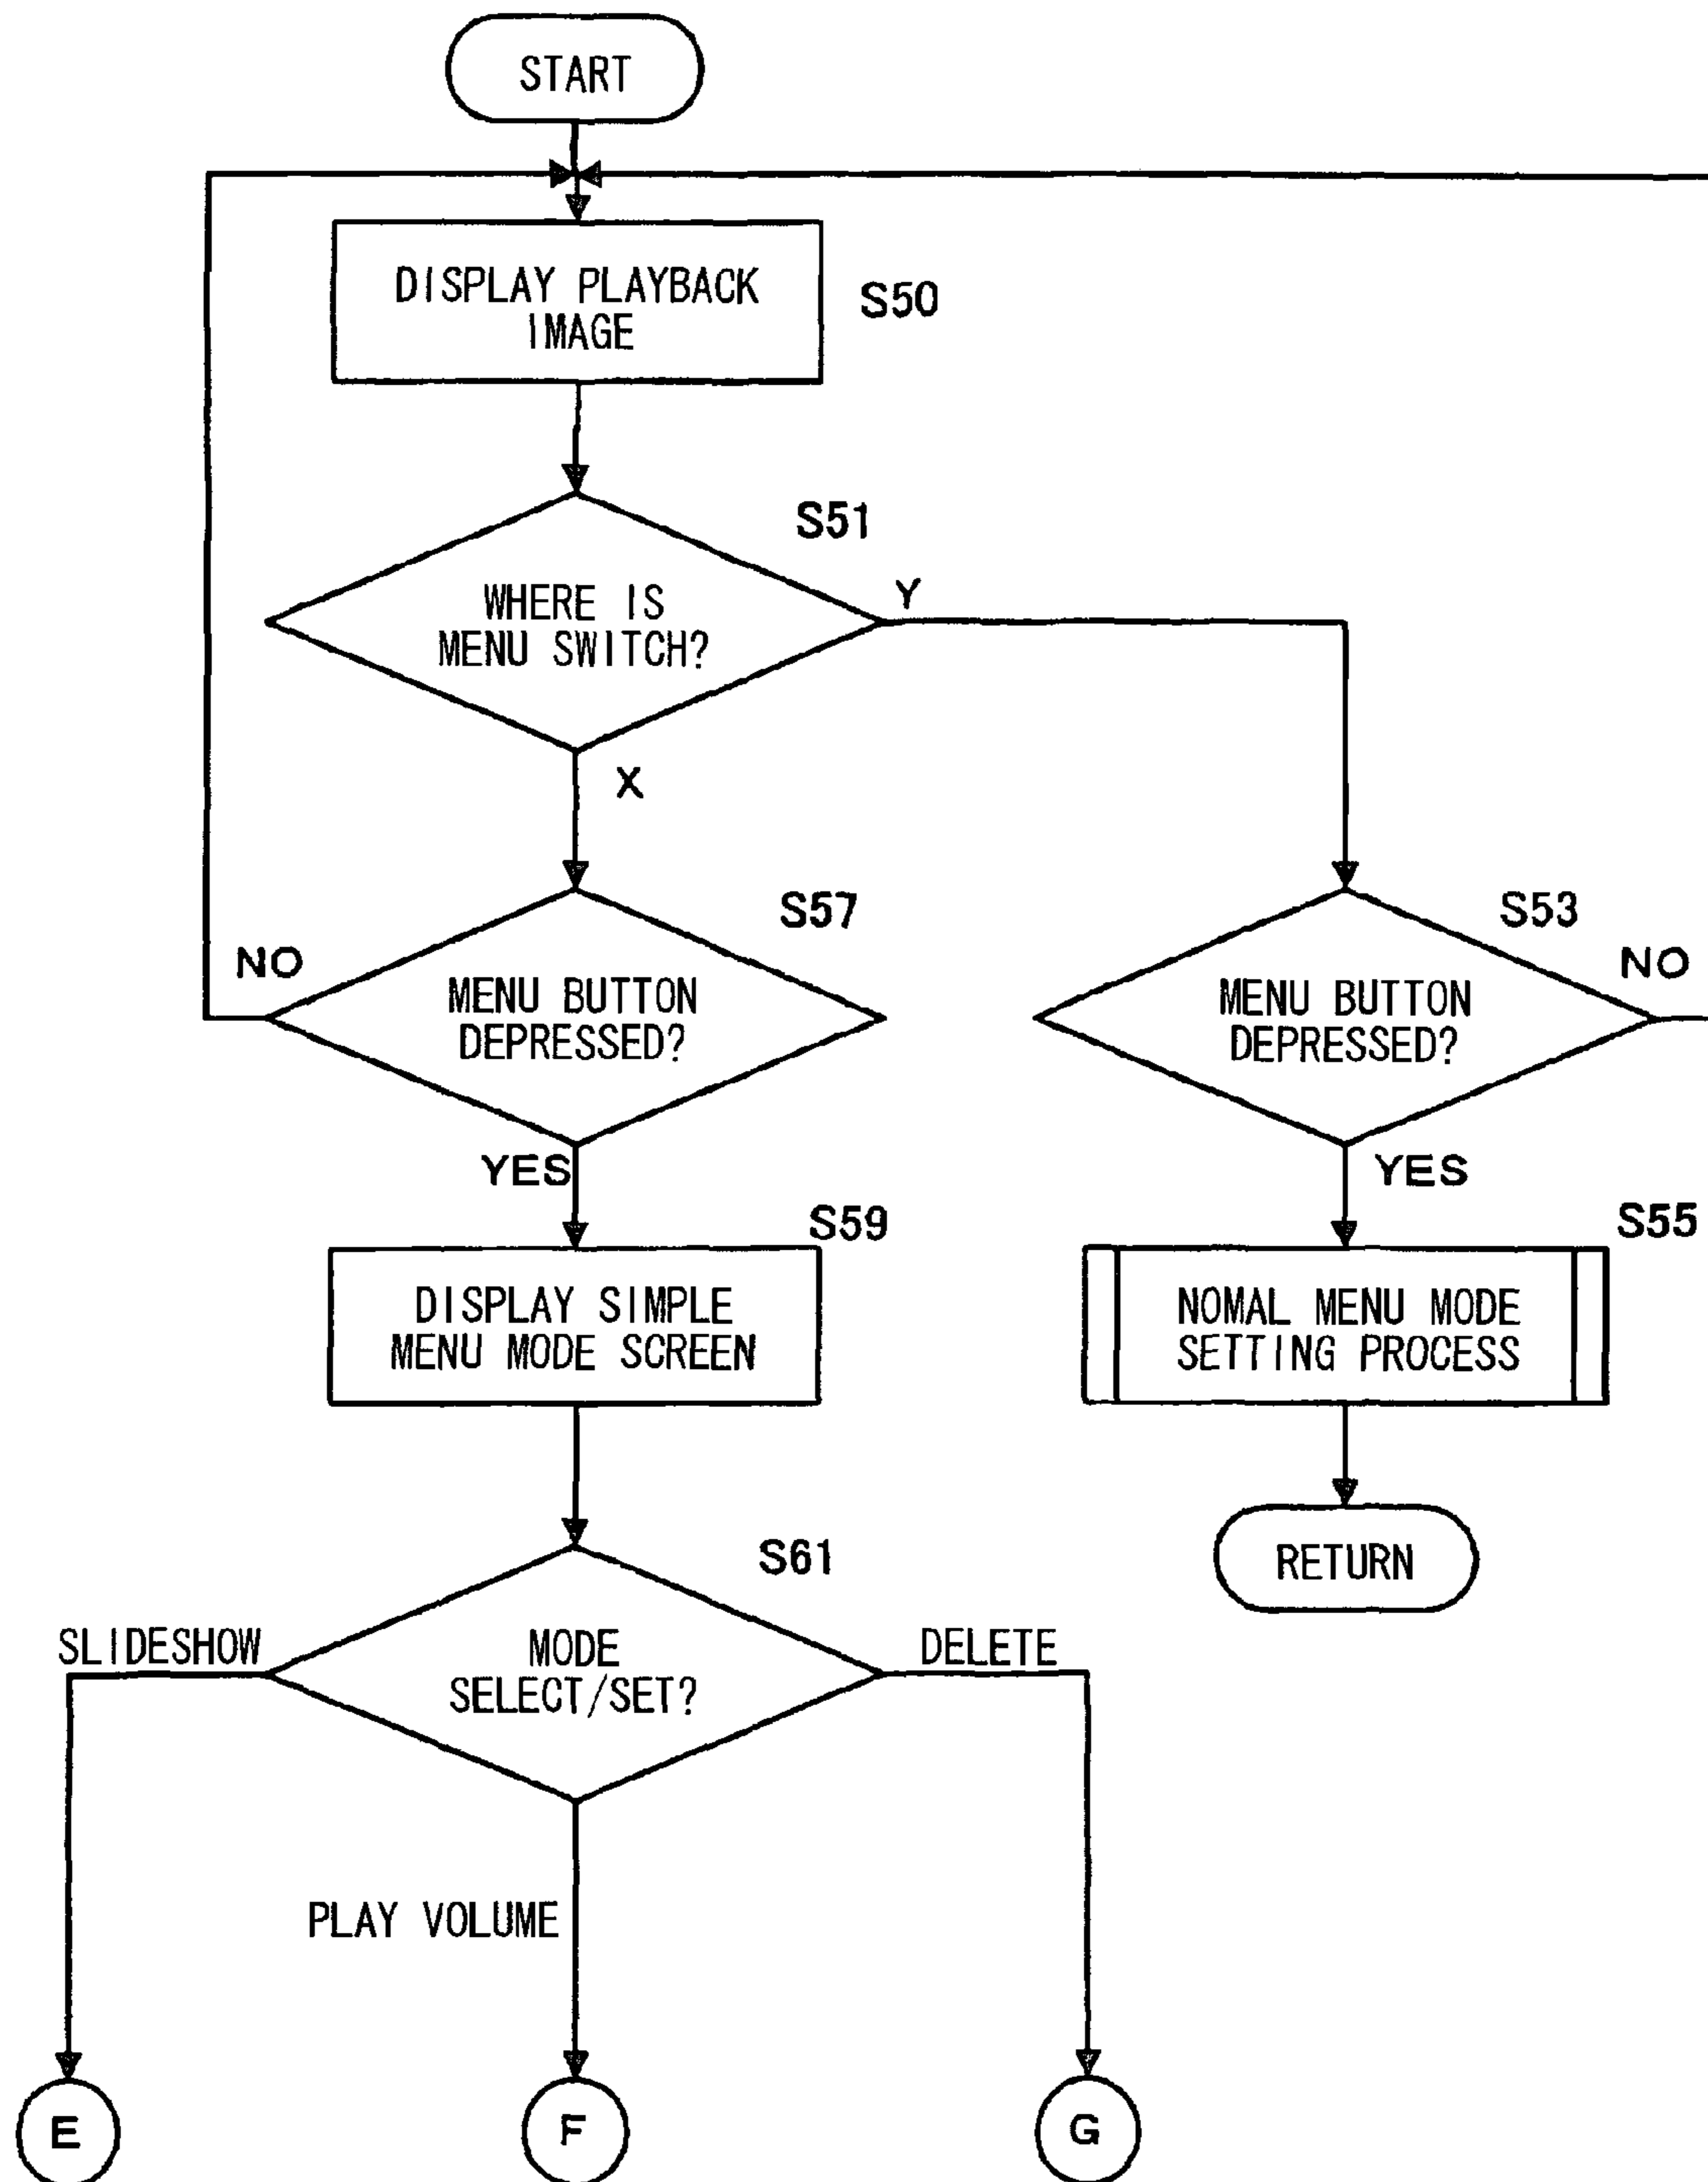 START
DISPLAY PLAYBACK
IMAGE
S50
S51
WHERE IS
MENU SWITCH?
Y
X
S57
NO
MENU BUTTON
DEPRESSED?
YES
S53
NO
MENU BUTTON
DEPRESSED?
YES
S59
DISPLAY SIMPLE
MENU MODE SCREEN
S55
NOMAL MENU MODE
SETTING PROCESS
RETURN
S61
SLIDESHOW
MODE
SELECT/SET?
DELETE
PLAY VOLUME
E
F
G